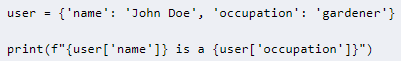 user = {'name': 'John Doe', 'occupation': 'gardener'}
print(f"{user['name']} is a {user['occupation']}")